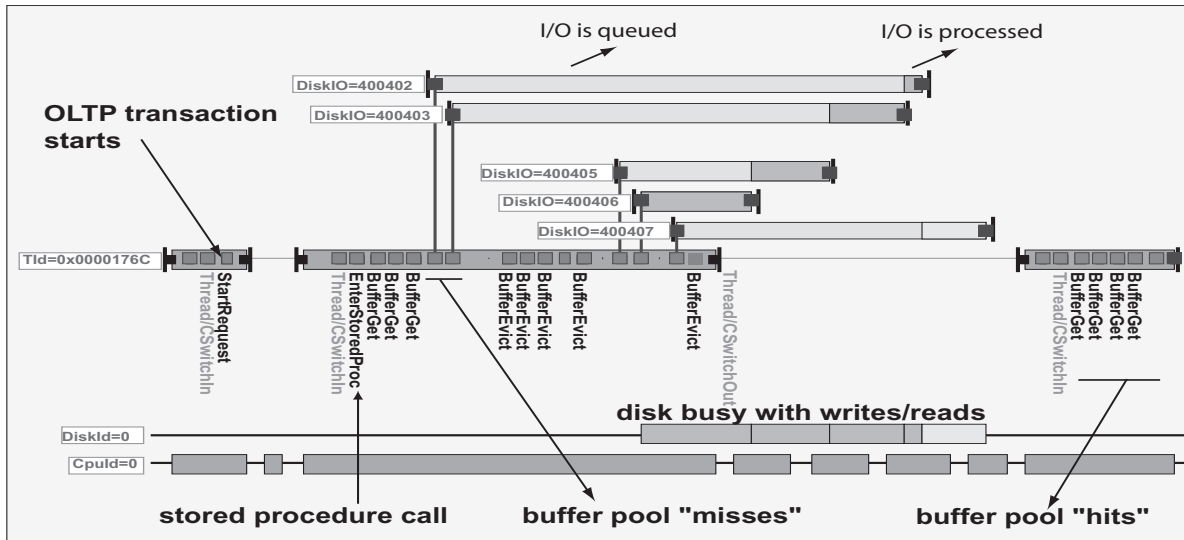 I/O is queued
I/O is processed
DiskIO=400402
DiskIO=400403
OLTP transaction
starts
DiskIO=400405
DiskIO=400406
DiskIO=400407
TId=0x0000176C
Thread/CSwitchIn
StartRequest
Thread/CSwitchIn
EnterStoredProc
BufferGet
BufferGet
BufferGet
BufferEvict
BufferEvict
BufferEvict
BufferEvict
BufferEvict
Thread/CSwitchOut
Thread/CSwitchIn
BufferGet
BufferGet
BufferGet
BufferGet
disk busy with writes/reads
DiskId=0
CpuId=0
stored procedure call
buffer pool "misses"
buffer pool "hits"